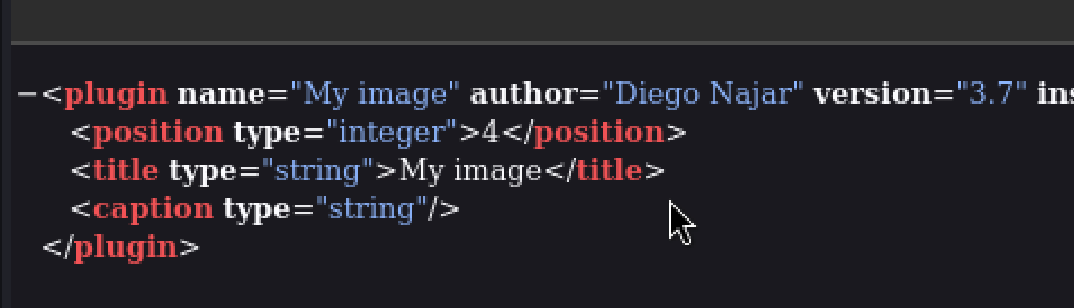 −<plugin name="My image" author="Diego Najar" version="3.7" ins
<position type="integer">4</position>
<title type="string">My image</title>
<caption type="string"/>
</plugin>